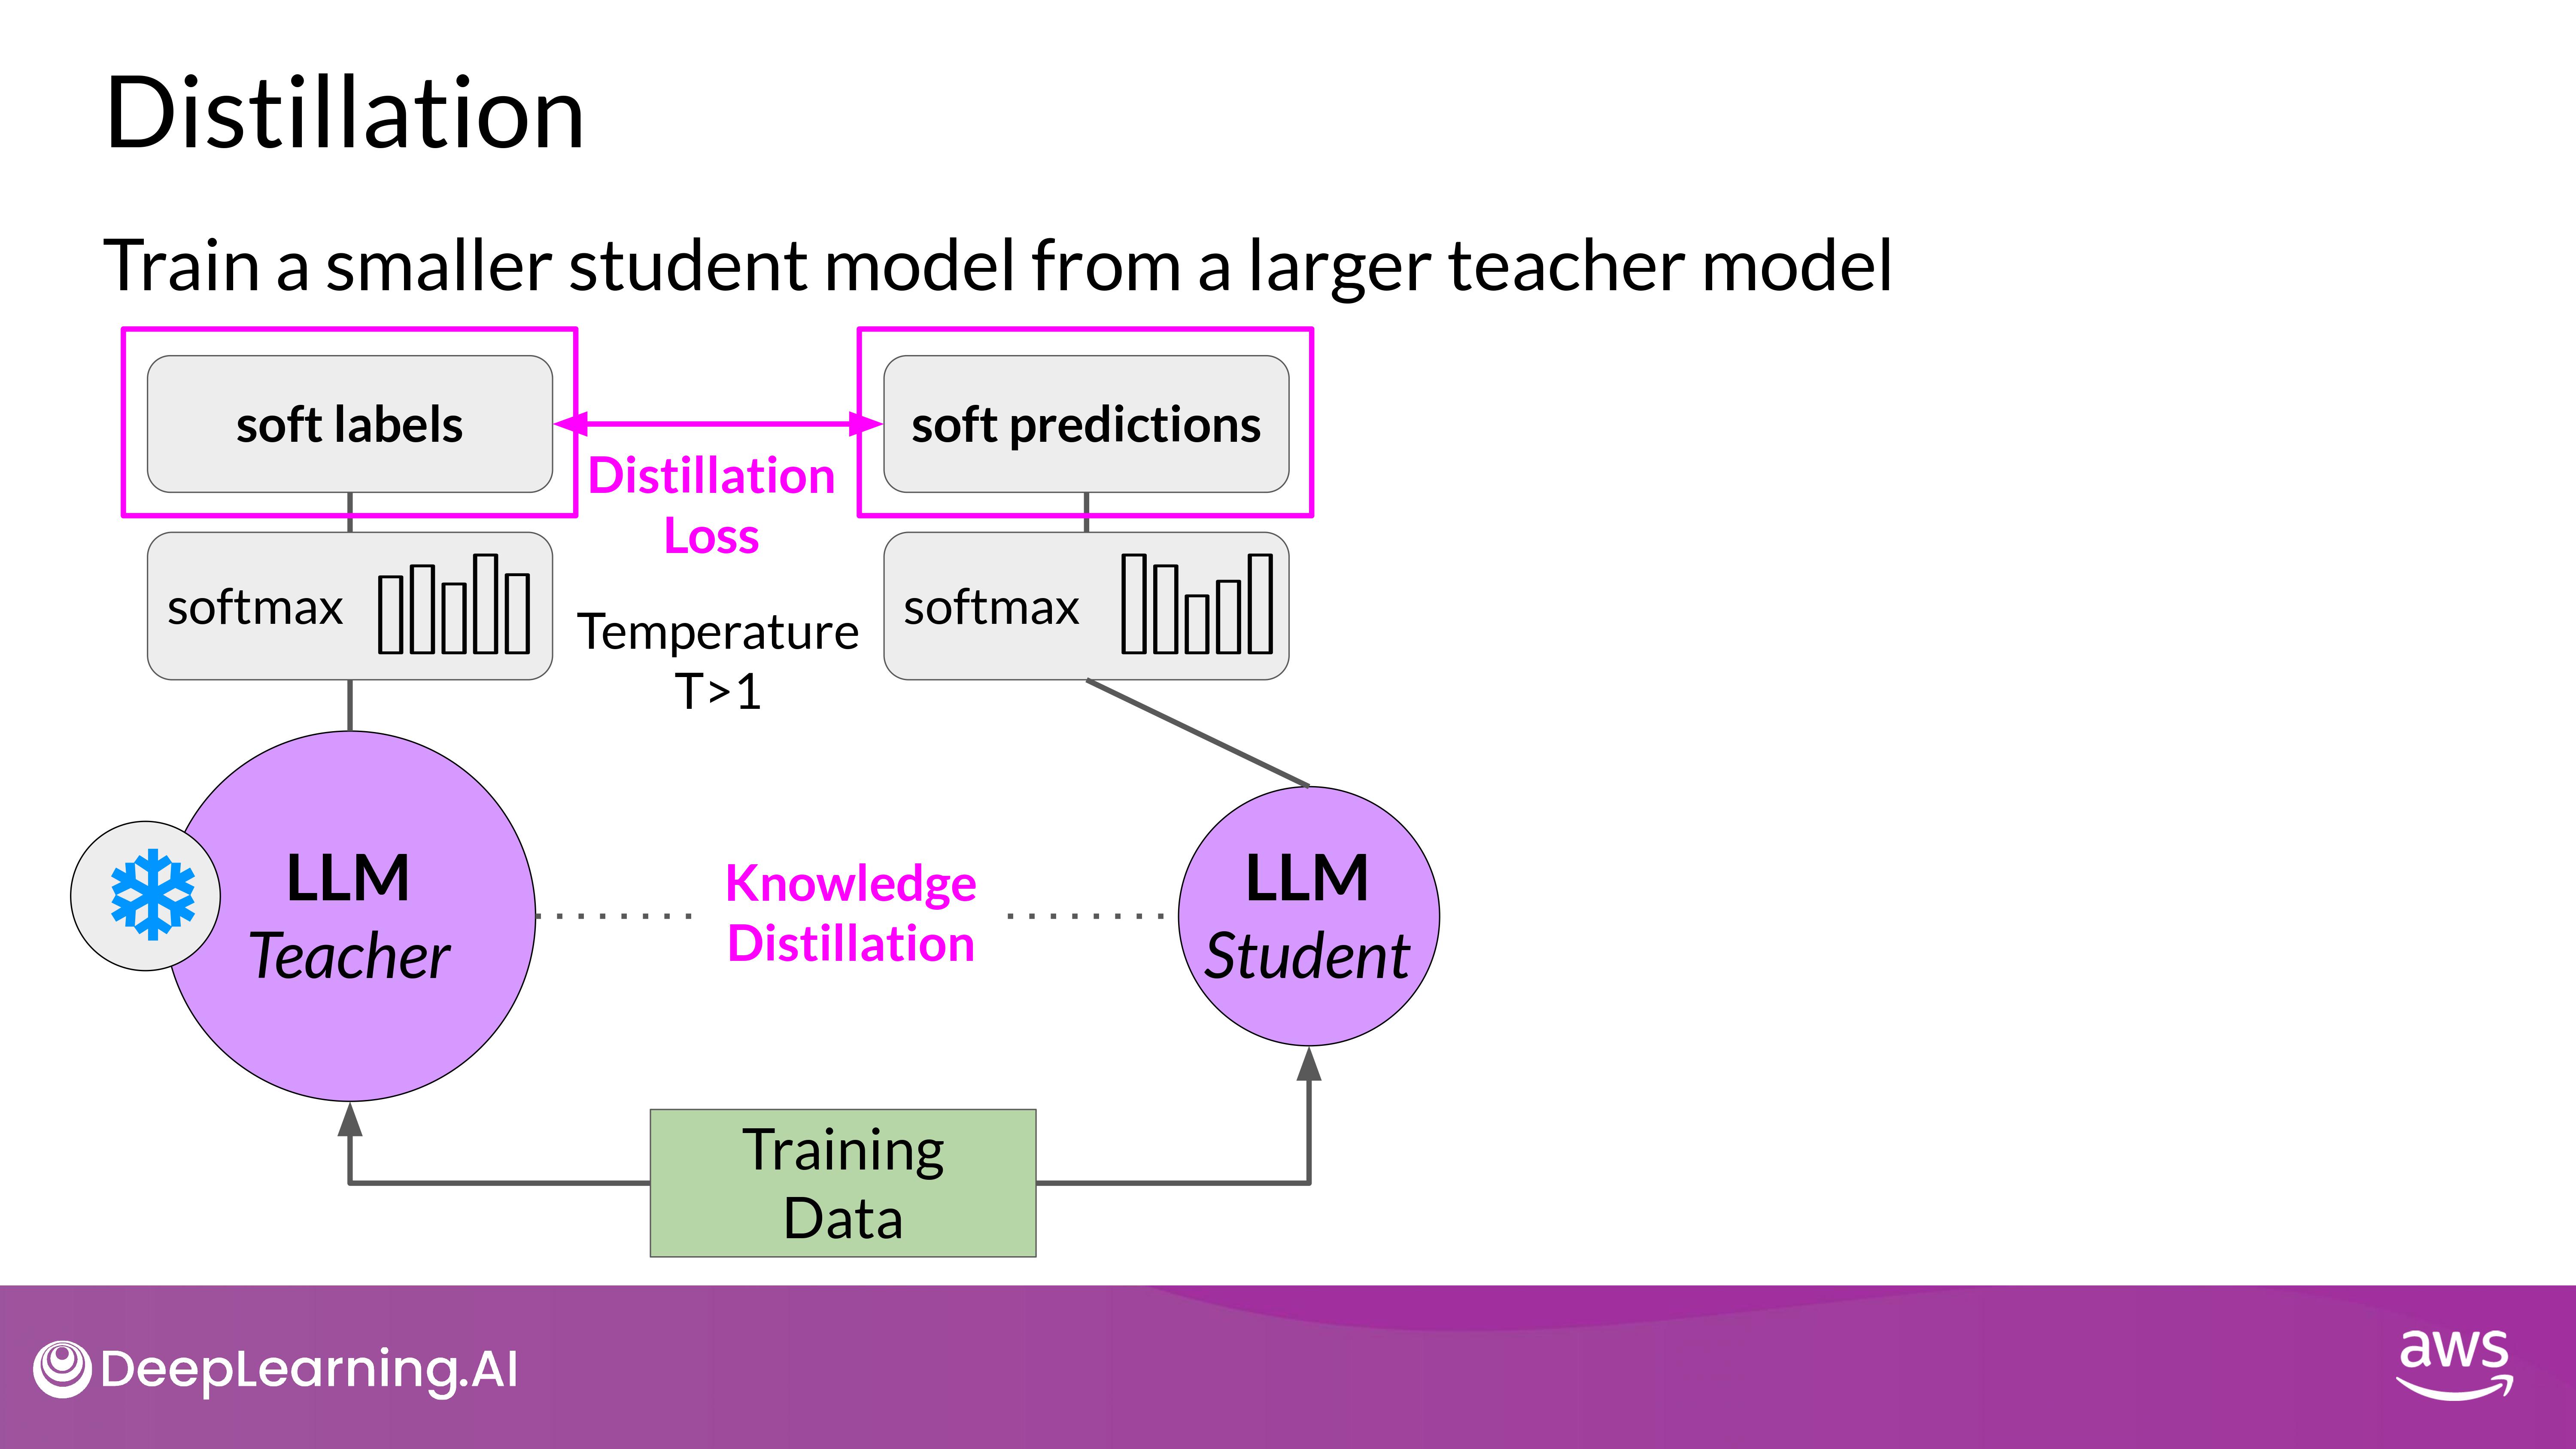 Distillation
Train a smaller student model from a larger teacher model
soft labels
soft predictions
Distillation
Loss
softmax
softmax
Temperature
T>1
LLM
Teacher
Knowledge
Distillation
LLM
Student
Training
Data
DeepLearning.AI
aws